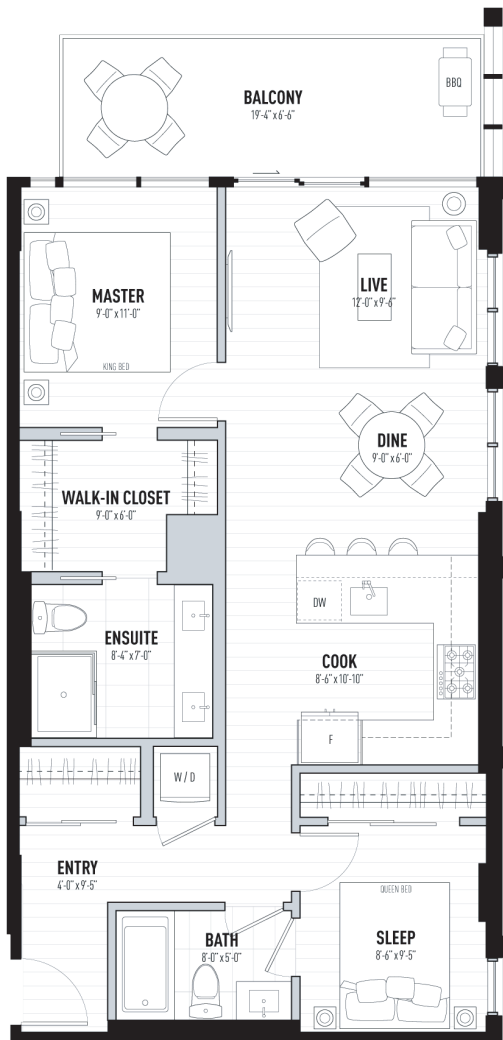 BBQ
BALCONY
19'-4" x 6'-6"
MASTER
9'-0" x 11'-0"
KING BED
LIVE
12'-0" x 9'-6"
DINE
9'-0" x 6'-0"
WALK-IN CLOSET
9'-0" x 6'-0"
DW
ENSUITE
8'-4" x 7'-0"
COOK
8'-6" x 10'-10"
F
W / D
ENTRY
4'-0" x 9'-5"
QUEEN BED
BATH
8'-0" x 5'-0"
SLEEP
8'-6" x 9'-5"